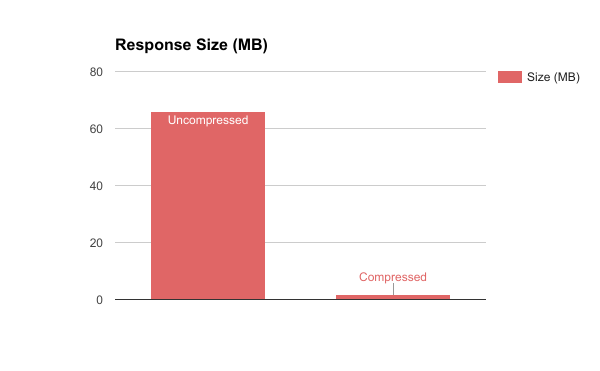 Response Size (MB)
80
Size (MB)
Uncompressed
60
40
20
Compressed
0